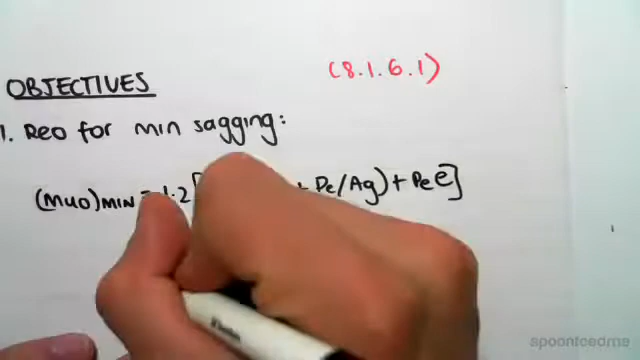 (8.1.6.1)
OBJECTIVES
1. Reo for min sagging:
(Muo)MIN = 1.2 [ + Pe/Ag) + Pe e]
spoonfeedme